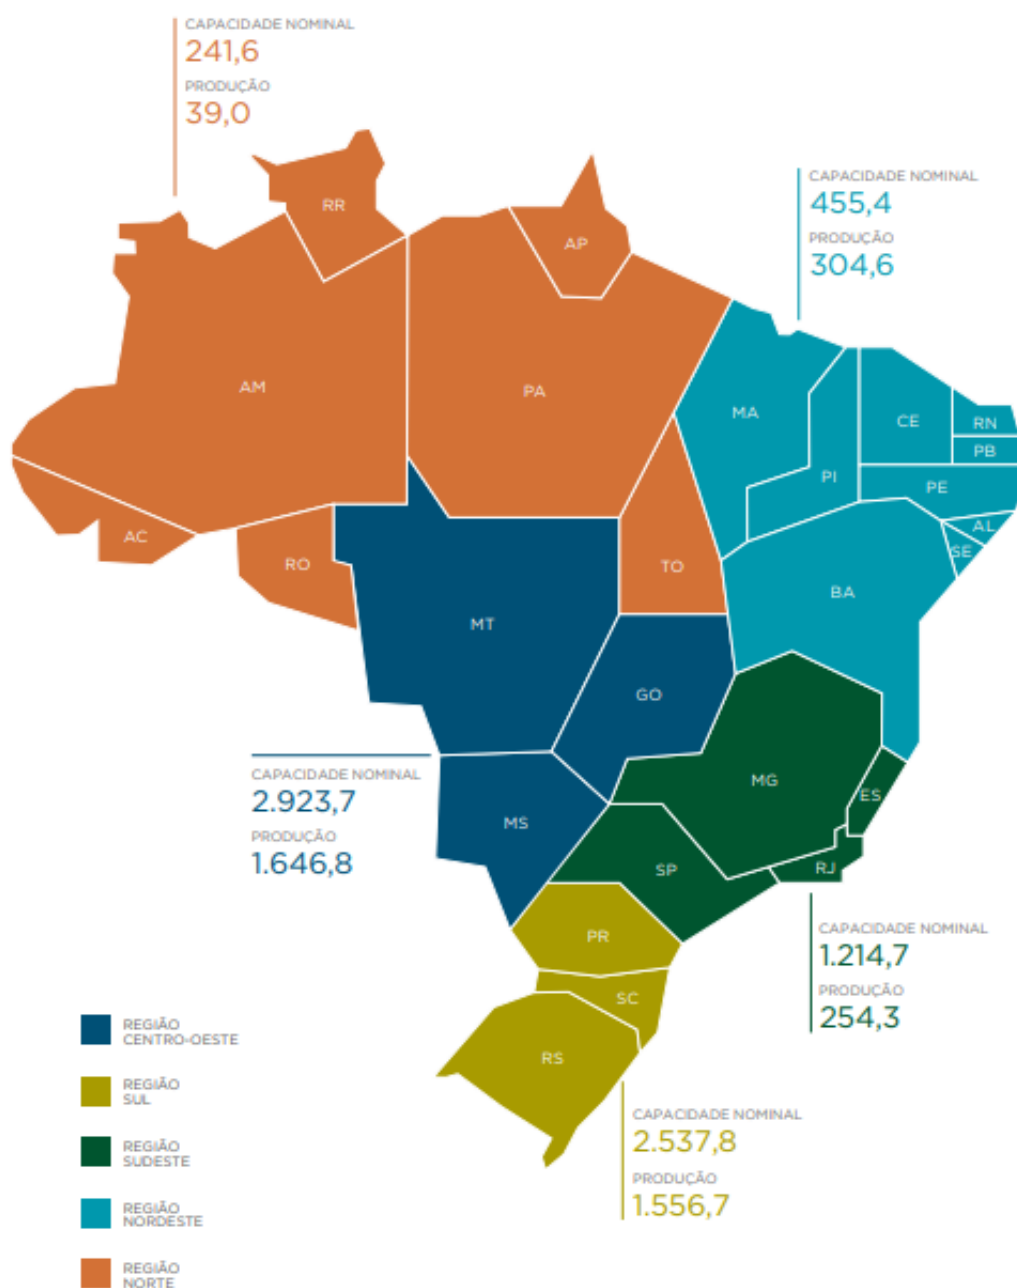 CAPACIDADE NOMINAL
241,6
PRODUÇÃO
39,0
CAPACIDADE NOMINAL
455,4
PRODUÇÃO
304,6
RR
AP
AM
PA
MA
CE
RN
PB
PI
PE
AL
SE
AC
RO
TO
BA
MT
GO
CAPACIDADE NOMINAL
2.923,7
PRODUÇÃO
1.646,8
MS
MG
ES
SP
RJ
PR
SC
RS
CAPACIDADE NOMINAL
1.214,7
PRODUÇÃO
254,3
CAPACIDADE NOMINAL
2.537,8
PRODUÇÃO
1.556,7
REGIÃO
CENTRO-OESTE
REGIÃO
SUL
REGIÃO
SUDESTE
REGIÃO
NORDESTE
REGIÃO
NORTE